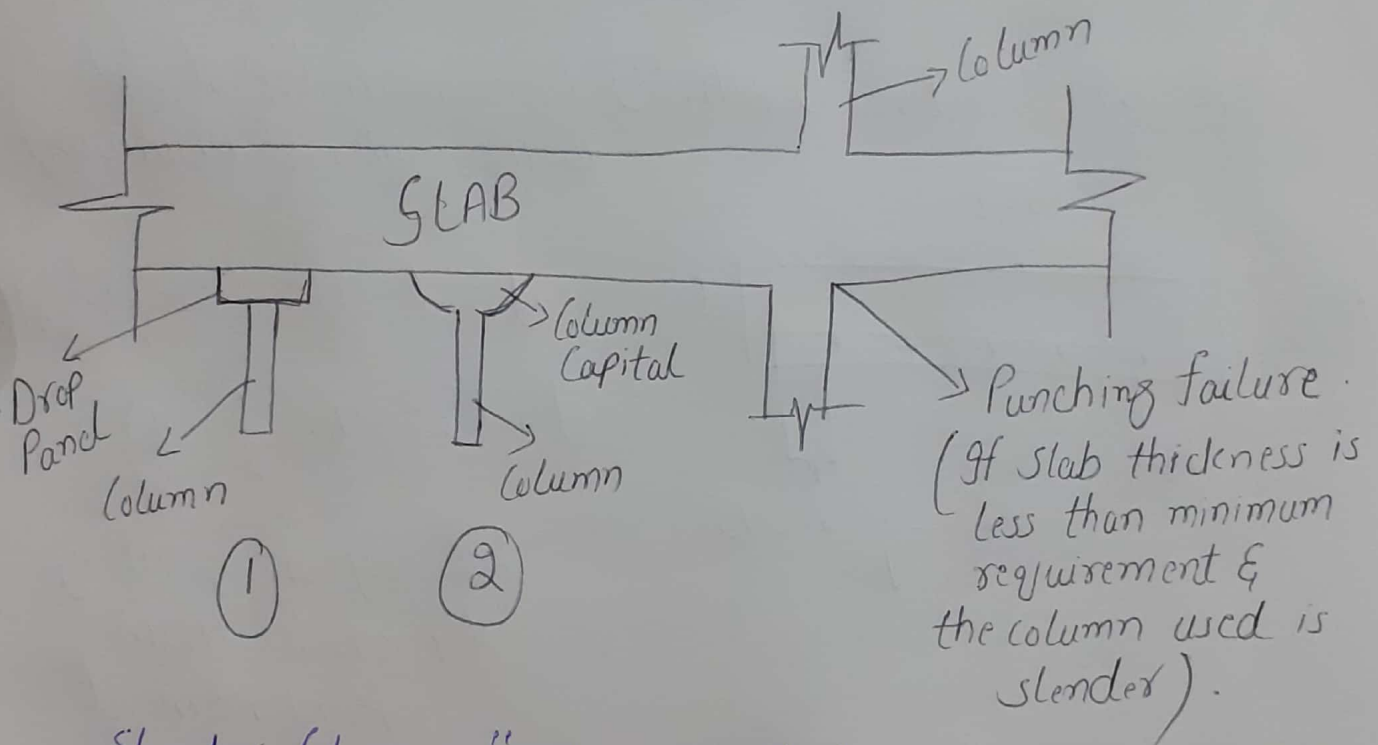 Column
SLAB
Column
Capital
Drop
Panel
Column
Column
Punching failure.
(If slab thickness is
less than minimum
requirement &
the column used is
slender).
1
2